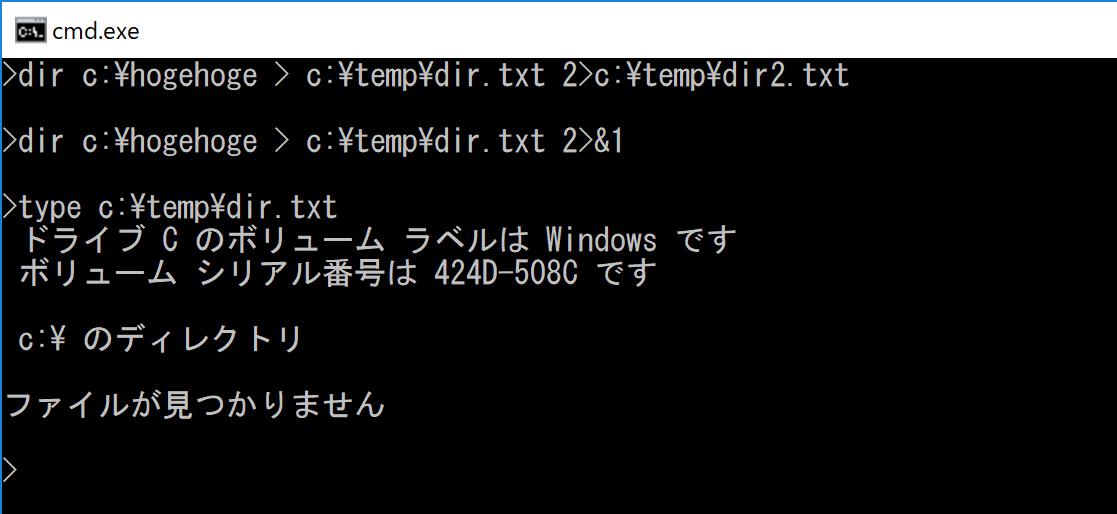 cmd.exe
>dir c:¥hogehoge > c:¥temp¥dir.txt 2>c:¥temp¥dir2.txt
>dir c:¥hogehoge > c:¥temp¥dir.txt 2>&1
>type c:¥temp¥dir.txt
ドライブ C のボリューム ラベルは Windows です
ボリューム シリアル番号は 424D-508C です
c:¥ のディレクトリ
ファイルが見つかりません
>